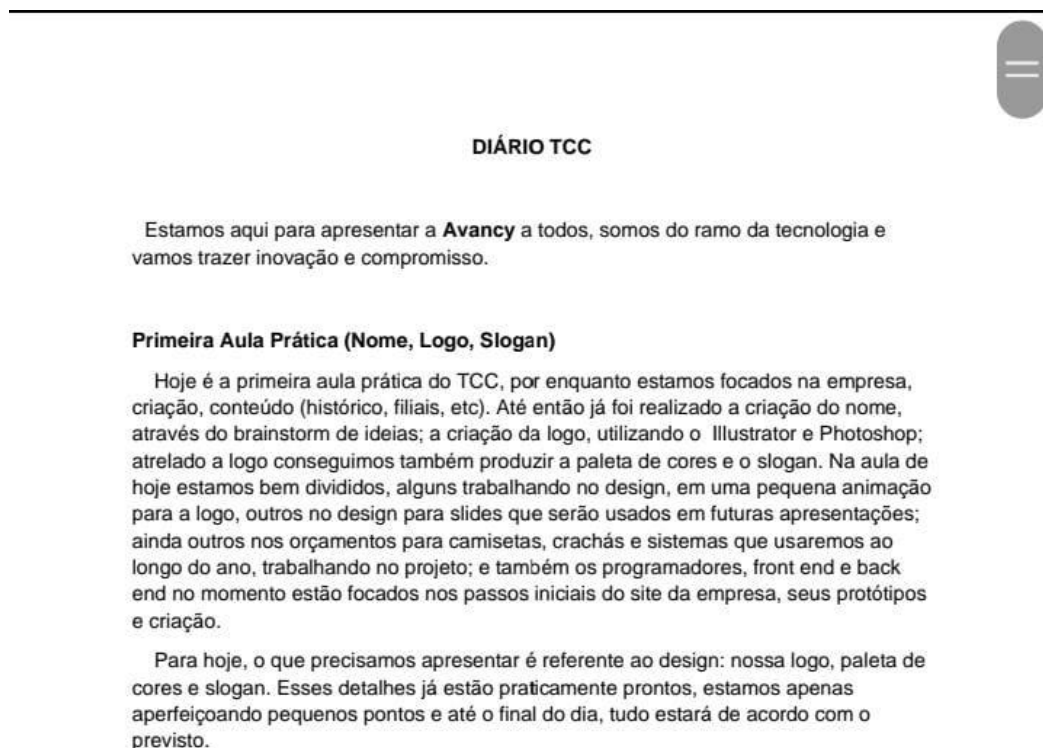 DIÁRIO TCC
Estamos aqui para apresentar a Avancy a todos, somos do ramo da tecnologia e
vamos trazer inovação e compromisso.
Primeira Aula Prática (Nome, Logo, Slogan)
Hoje é a primeira aula prática do TCC, por enquanto estamos focados na empresa,
criação, conteúdo (histórico, filiais, etc). Até então já foi realizado a criação do nome,
através do brainstorm de ideias; a criação da logo, utilizando o Illustrator e Photoshop;
atrelado a logo conseguimos também produzir a paleta de cores e o slogan. Na aula de
hoje estamos bem divididos, alguns trabalhando no design, em uma pequena animação
para a logo, outros no design para slides que serão usados em futuras apresentações;
ainda outros nos orçamentos para camisetas, crachás e sistemas que usaremos ao
longo do ano, trabalhando no projeto; e também os programadores, front end e back
end no momento estão focados nos passos iniciais do site da empresa, seus protótipos
e criação.
Para hoje, o que precisamos apresentar é referente ao design: nossa logo, paleta de
cores e slogan. Esses detalhes já estão praticamente prontos, estamos apenas
aperfeiçoando pequenos pontos e até o final do dia, tudo estará de acordo com o
previsto.